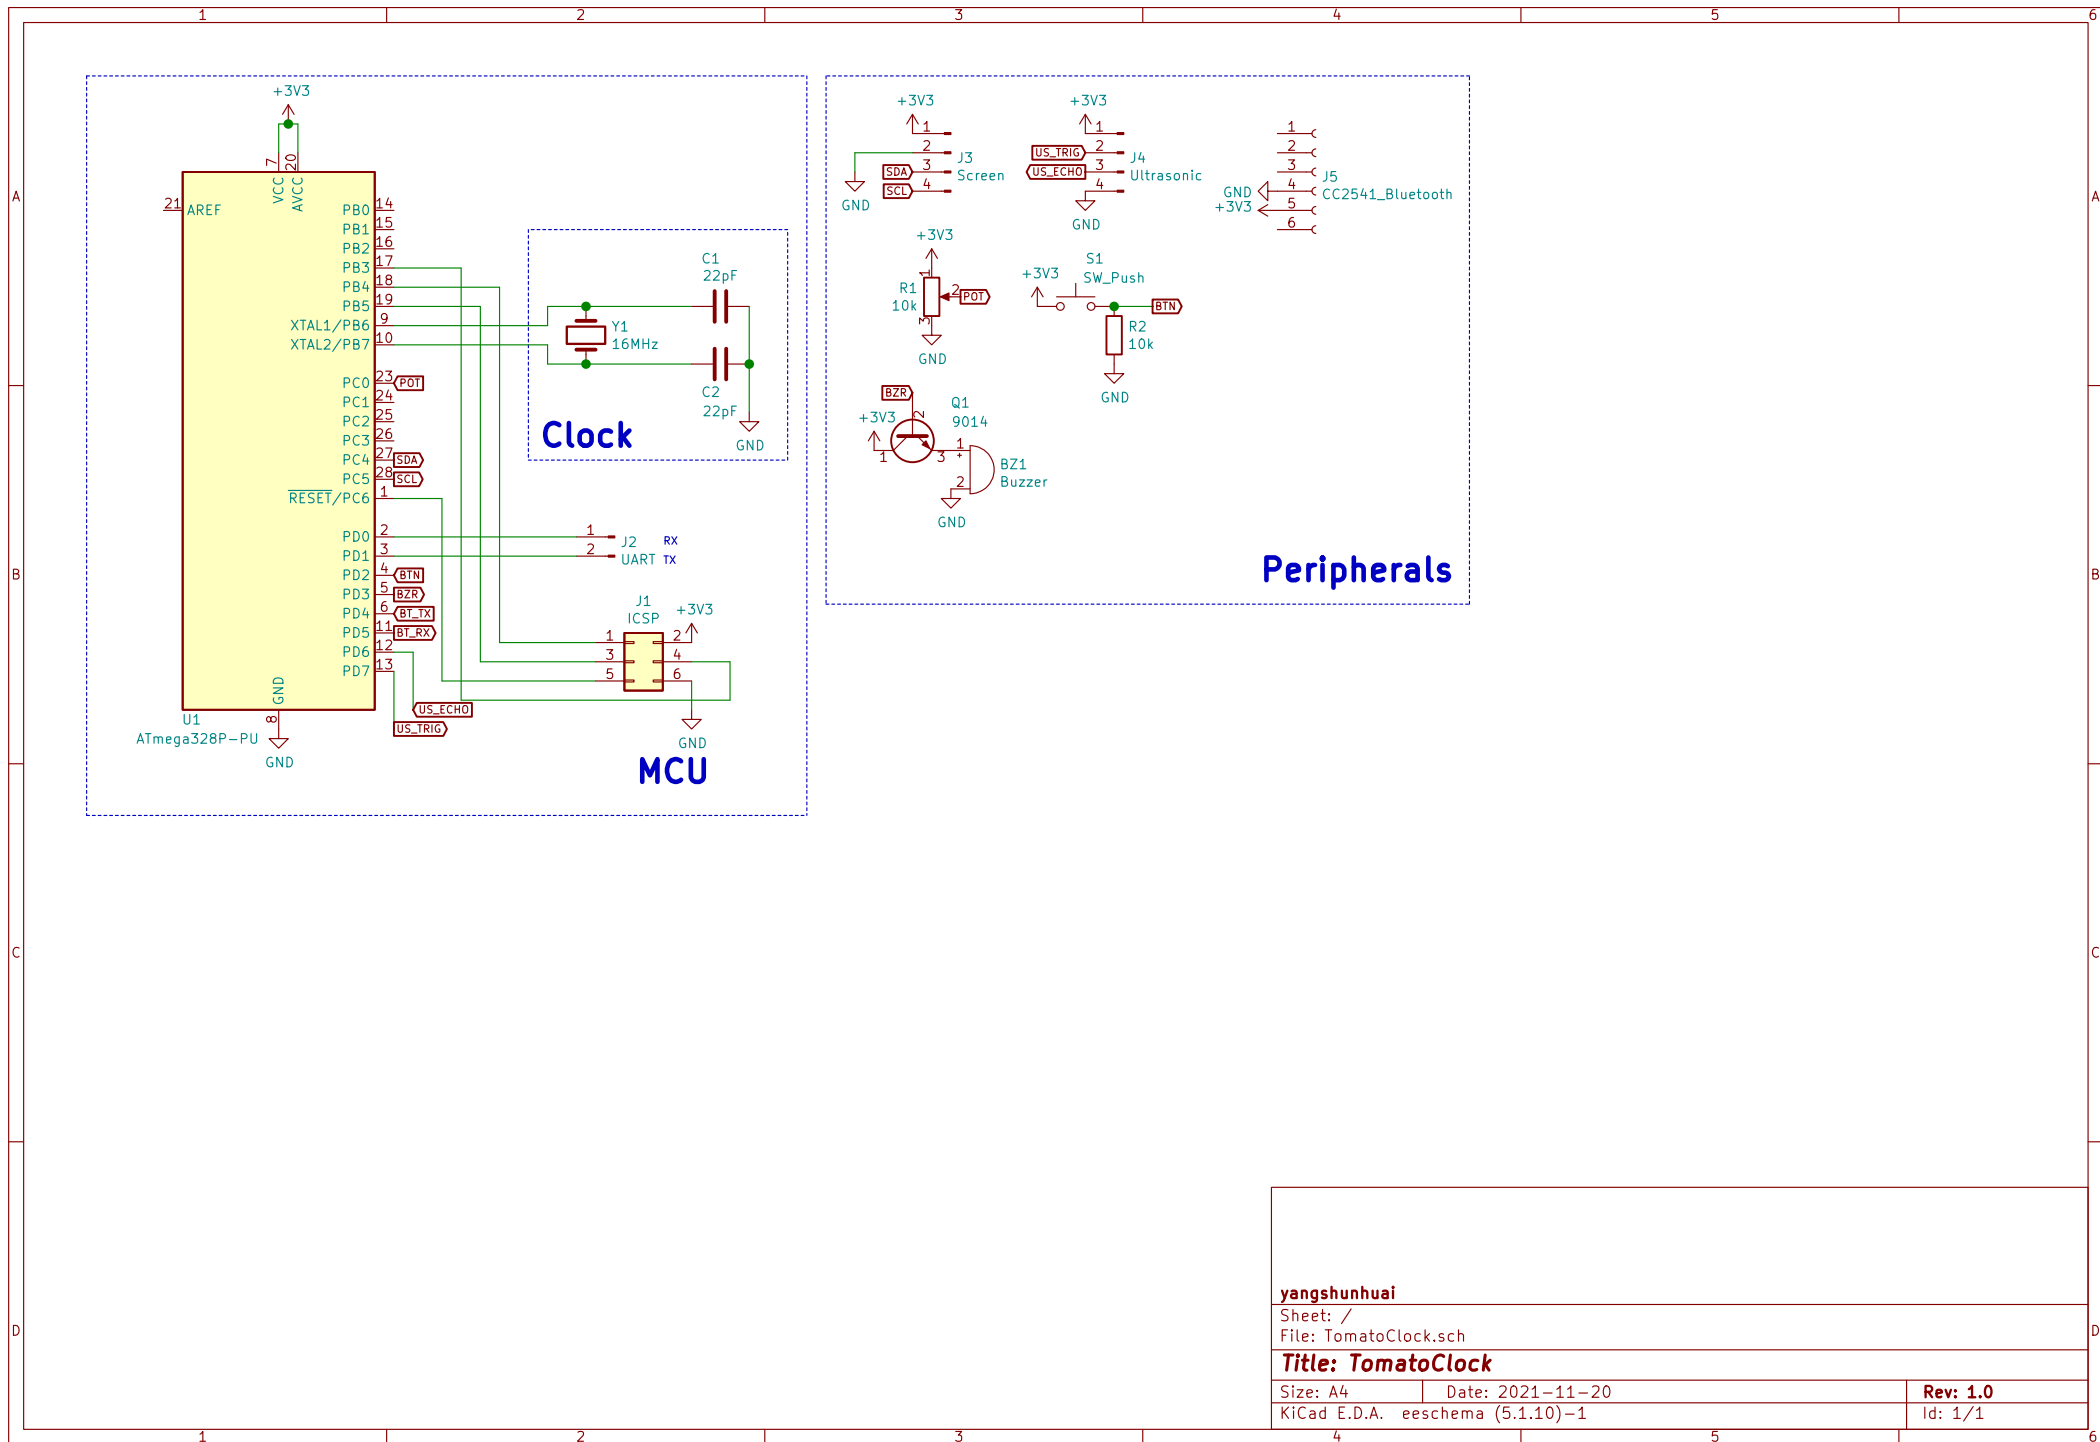 1 2 3 4 5 6
A A
B B
C C
D D
1 2 3 4 5 6
+3V3
7 20
VCC AVCC
21 AREF
PB0 14
PB1 15
PB2 16
PB3 17
PB4 18
PB5 19
XTAL1/PB6 9
XTAL2/PB7 10
PC0 23 POT
PC1 24
PC2 25
PC3 26
PC4 27 SDA
PC5 28 SCL
RESET/PC6 1
PD0 2
PD1 3
PD2 4 BTN
PD3 5 BZR
PD4 6 BT_TX
PD5 11 BT_RX
PD6 12
PD7 13
US_ECHO
US_TRIG
GND
8
U1
ATmega328P-PU
GND
C1
22pF
Y1
16MHz
C2
22pF
GND
Clock
1
2
J2
UART
RX
TX
J1
ICSP
+3V3
1 2
3 4
5 6
GND
MCU
+3V3
1
2
SDA 3
SCL 4
J3
Screen
GND
+3V3
1
US_TRIG 2
US_ECHO 3
4
J4
Ultrasonic
GND
1
2
3
GND 4
+3V3 5
6
J5
CC2541_Bluetooth
+3V3
1
R1
10k
2 POT
3
GND
+3V3
S1
SW_Push
BTN
R2
10k
GND
BZR
+3V3
2
Q1
9014
1 3
1
+
2
BZ1
Buzzer
GND
Peripherals
yangshunhuai
Sheet: /
File: TomatoClock.sch
Title: TomatoClock
Size: A4 Date: 2021-11-20 Rev: 1.0
KiCad E.D.A. eeschema (5.1.10)-1 Id: 1/1